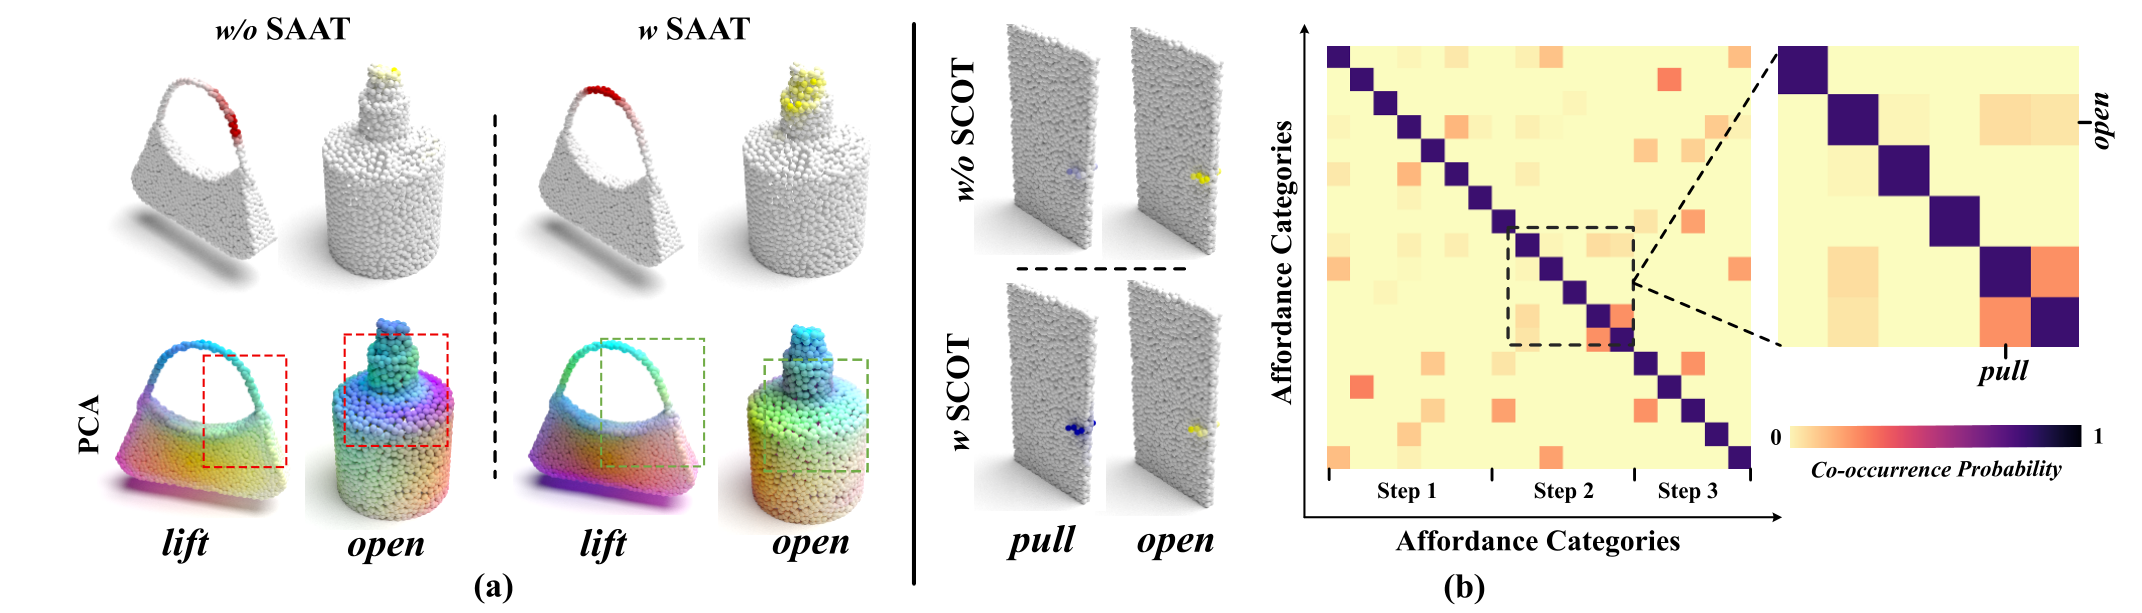 w/o SAAT
w SAAT
PCA
lift
open
lift
open
(a)
w/o SCOT
w SCOT
pull
open
Affordance Categories
Step 1
Step 2
Step 3
Affordance Categories
open
pull
0
1
Co-occurrence Probability
(b)